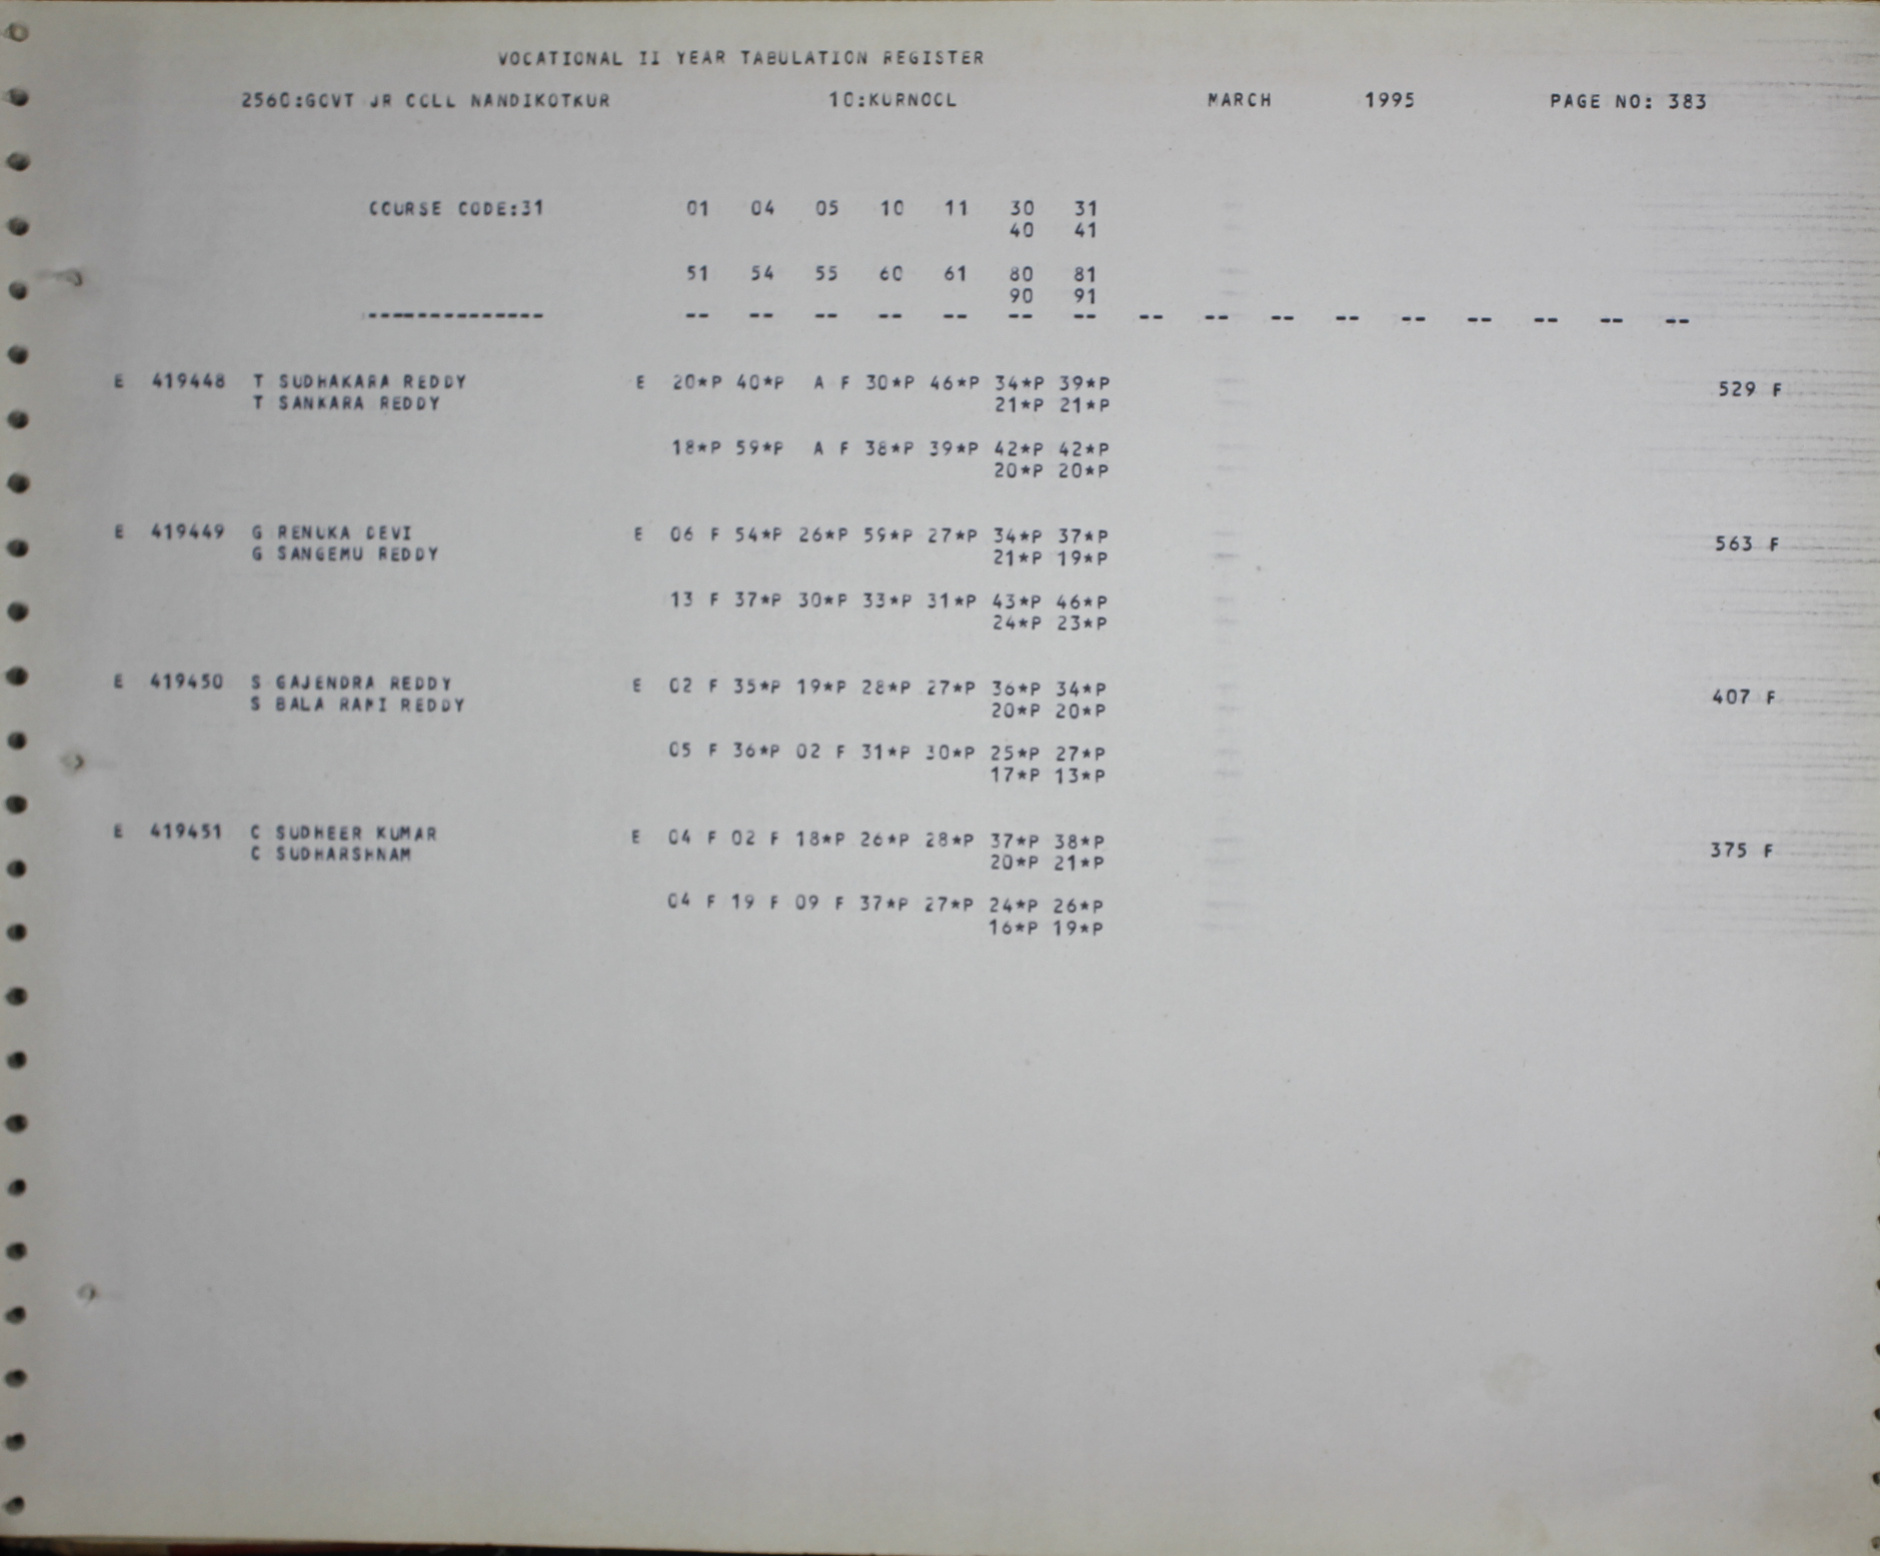 VOCATIONAL II YEAR TABULATION REGISTER
2560:GOVT JR COLL NANDIKOTKUR 10:KURNOOL MARCH 1995 PAGE NO: 383
COURSE CODE:31 01 04 05 10 11 30 31
40 41
51 54 55 60 61 80 81
90 91
-------------- -- -- -- -- -- -- -- -- -- -- -- -- -- -- -- --
E 419448 T SUDHAKARA REDDY E 20*P 40*P A F 30*P 46*P 34*P 39*P 529 F
T SANKARA REDDY 21*P 21*P
18*P 59*P A F 38*P 39*P 42*P 42*P
20*P 20*P
E 419449 G RENUKA DEVI E 06 F 54*P 26*P 59*P 27*P 34*P 37*P 563 F
G SANGEMU REDDY 21*P 19*P
13 F 37*P 30*P 33*P 31*P 43*P 46*P
24*P 23*P
E 419450 S GAJENDRA REDDY E 02 F 35*P 19*P 28*P 27*P 36*P 34*P 407 F
S BALA RAMI REDDY 20*P 20*P
05 F 36*P 02 F 31*P 30*P 25*P 27*P
17*P 13*P
E 419451 C SUDHEER KUMAR E 04 F 02 F 18*P 26*P 28*P 37*P 38*P 375 F
C SUDHARSHNAM 20*P 21*P
04 F 19 F 09 F 37*P 27*P 24*P 26*P
16*P 19*P